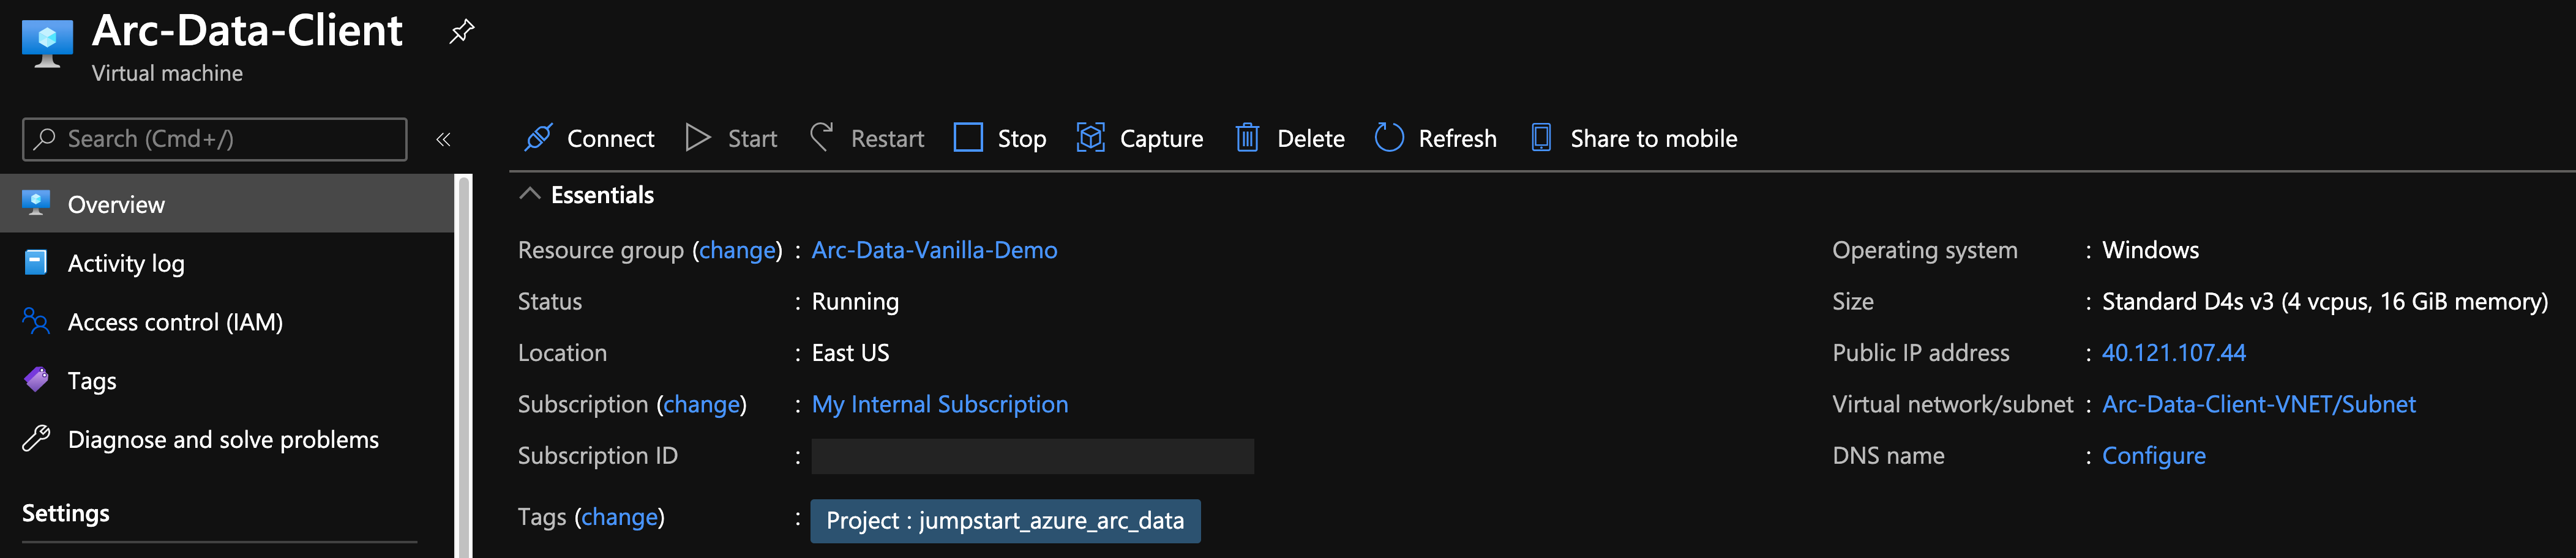 Arc-Data-Client
Virtual machine
Search (Cmd+/)
«
Connect Start Restart Stop Capture Delete Refresh Share to mobile
Overview
Activity log
Access control (IAM)
Tags
Diagnose and solve problems
Settings
Essentials
Resource group (change) : Arc-Data-Vanilla-Demo
Status : Running
Location : East US
Subscription (change) : My Internal Subscription
Subscription ID :
Tags (change) : Project : jumpstart_azure_arc_data
Operating system : Windows
Size : Standard D4s v3 (4 vcpus, 16 GiB memory)
Public IP address : 40.121.107.44
Virtual network/subnet : Arc-Data-Client-VNET/Subnet
DNS name : Configure